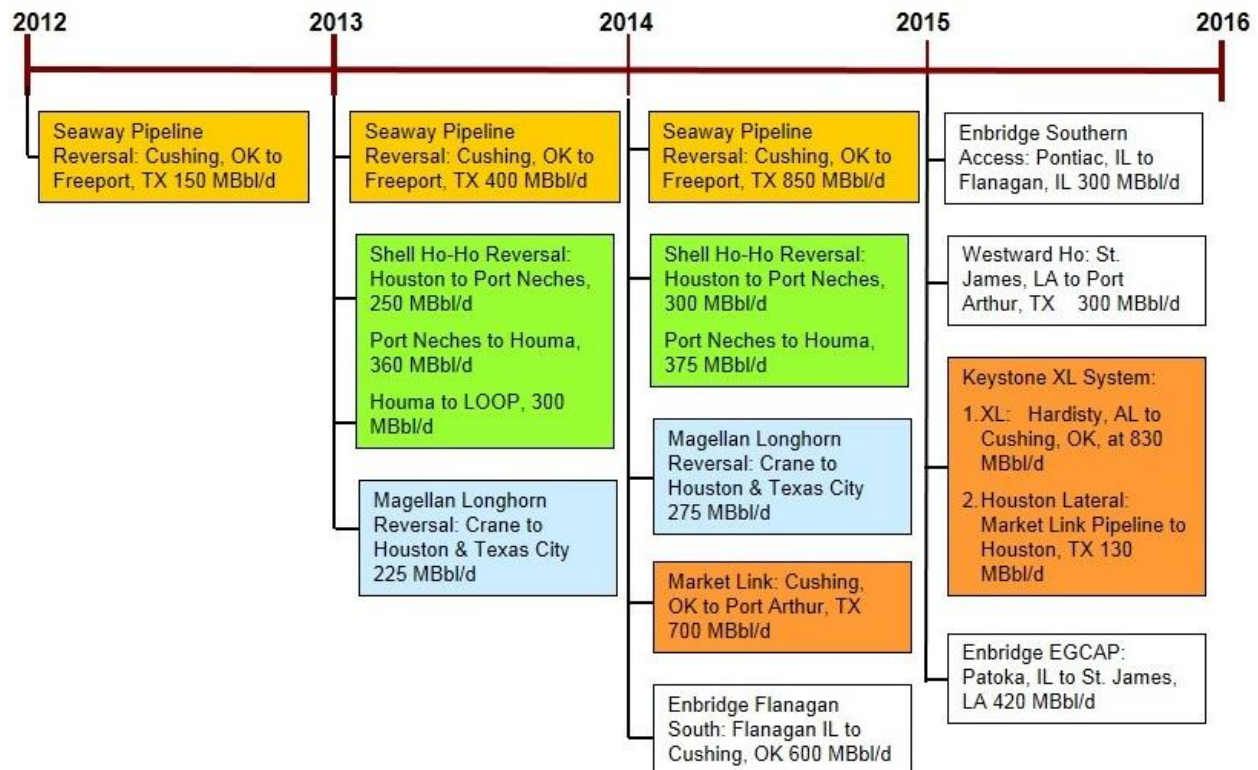 2012
2013
2014
2015
2016
Seaway Pipeline
Reversal: Cushing, OK to
Freeport, TX 150 MBbl/d
Seaway Pipeline
Reversal: Cushing, OK to
Freeport, TX 400 MBbl/d
Shell Ho-Ho Reversal:
Houston to Port Neches,
250 MBbl/d
Port Neches to Houma,
360 MBbl/d
Houma to LOOP, 300
MBbl/d
Magellan Longhorn
Reversal: Crane to
Houston & Texas City
225 MBbl/d
Seaway Pipeline
Reversal: Cushing, OK to
Freeport, TX 850 MBbl/d
Shell Ho-Ho Reversal:
Houston to Port Neches,
300 MBbl/d
Port Neches to Houma,
375 MBbl/d
Magellan Longhorn
Reversal: Crane to
Houston & Texas City
275 MBbl/d
Market Link: Cushing,
OK to Port Arthur, TX
700 MBbl/d
Enbridge Flanagan
South: Flanagan IL to
Cushing, OK 600 MBbl/d
Enbridge Southern
Access: Pontiac, IL to
Flanagan, IL 300 MBbl/d
Westward Ho: St.
James, LA to Port
Arthur, TX 300 MBbl/d
Keystone XL System:
1. XL: Hardisty, AL to
Cushing, OK, at 830
MBbl/d
2. Houston Lateral:
Market Link Pipeline to
Houston, TX 130
MBbl/d
Enbridge EGCAP:
Patoka, IL to St. James,
LA 420 MBbl/d